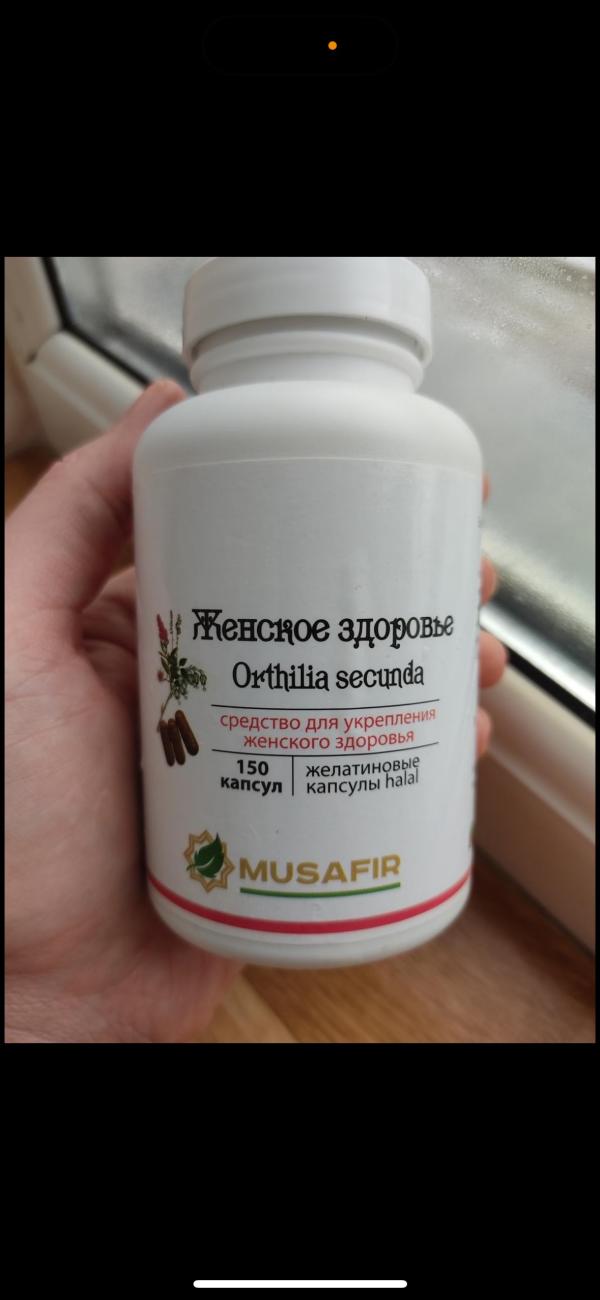 Женское здоровье
Orthilia secunda
средство для укрепления
женского здоровья
150
капсул
желатиновые
капсулы halal
MUSAFIR